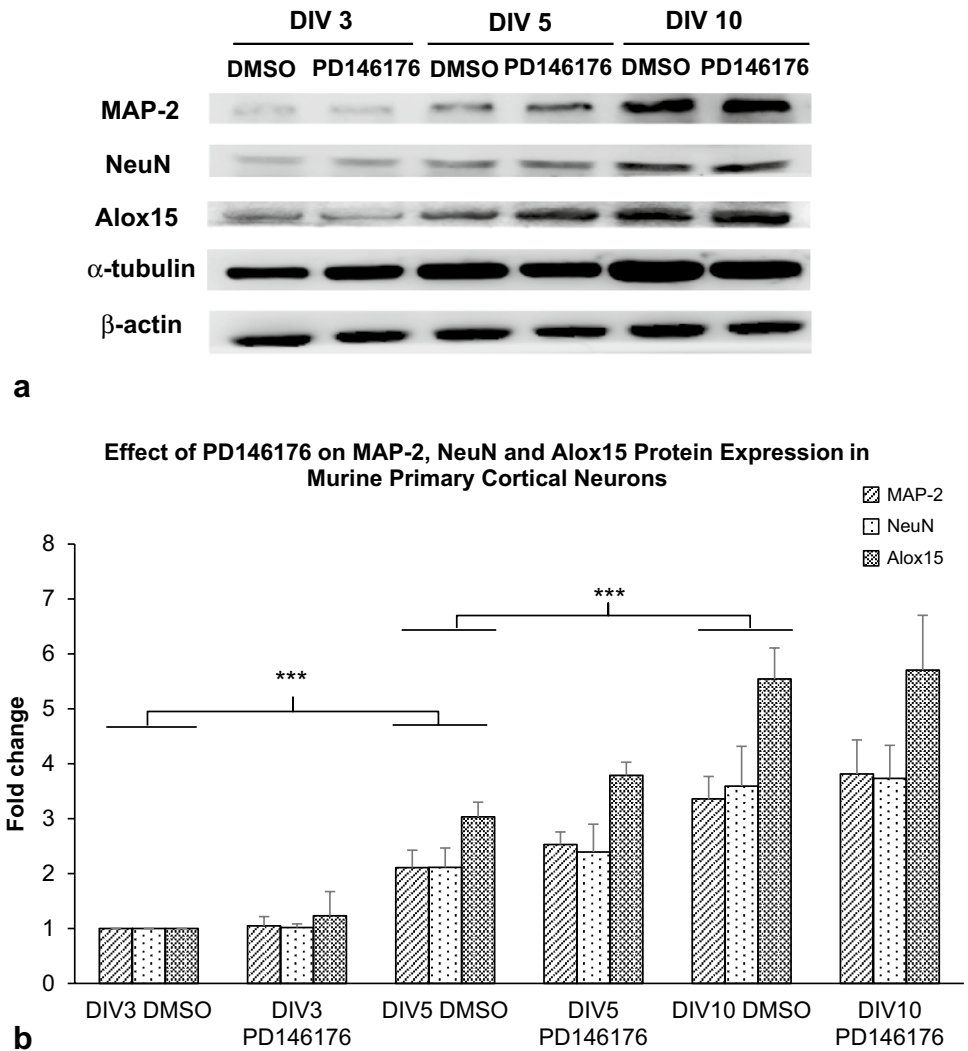 DIV 3 DIV 5 DIV 10
DMSO PD146176 DMSO PD146176 DMSO PD146176
MAP-2
NeuN
Alox15
α-tubulin
β-actin
a
Effect of PD146176 on MAP-2, NeuN and Alox15 Protein Expression in
Murine Primary Cortical Neurons
MAP-2
NeuN
Alox15
8
7
6
5
4
3
2
1
0
Fold change
***
***
DIV3 DMSO DIV3 DIV5 DMSO DIV5 DIV10 DMSO DIV10
PD146176 PD146176 PD146176
b